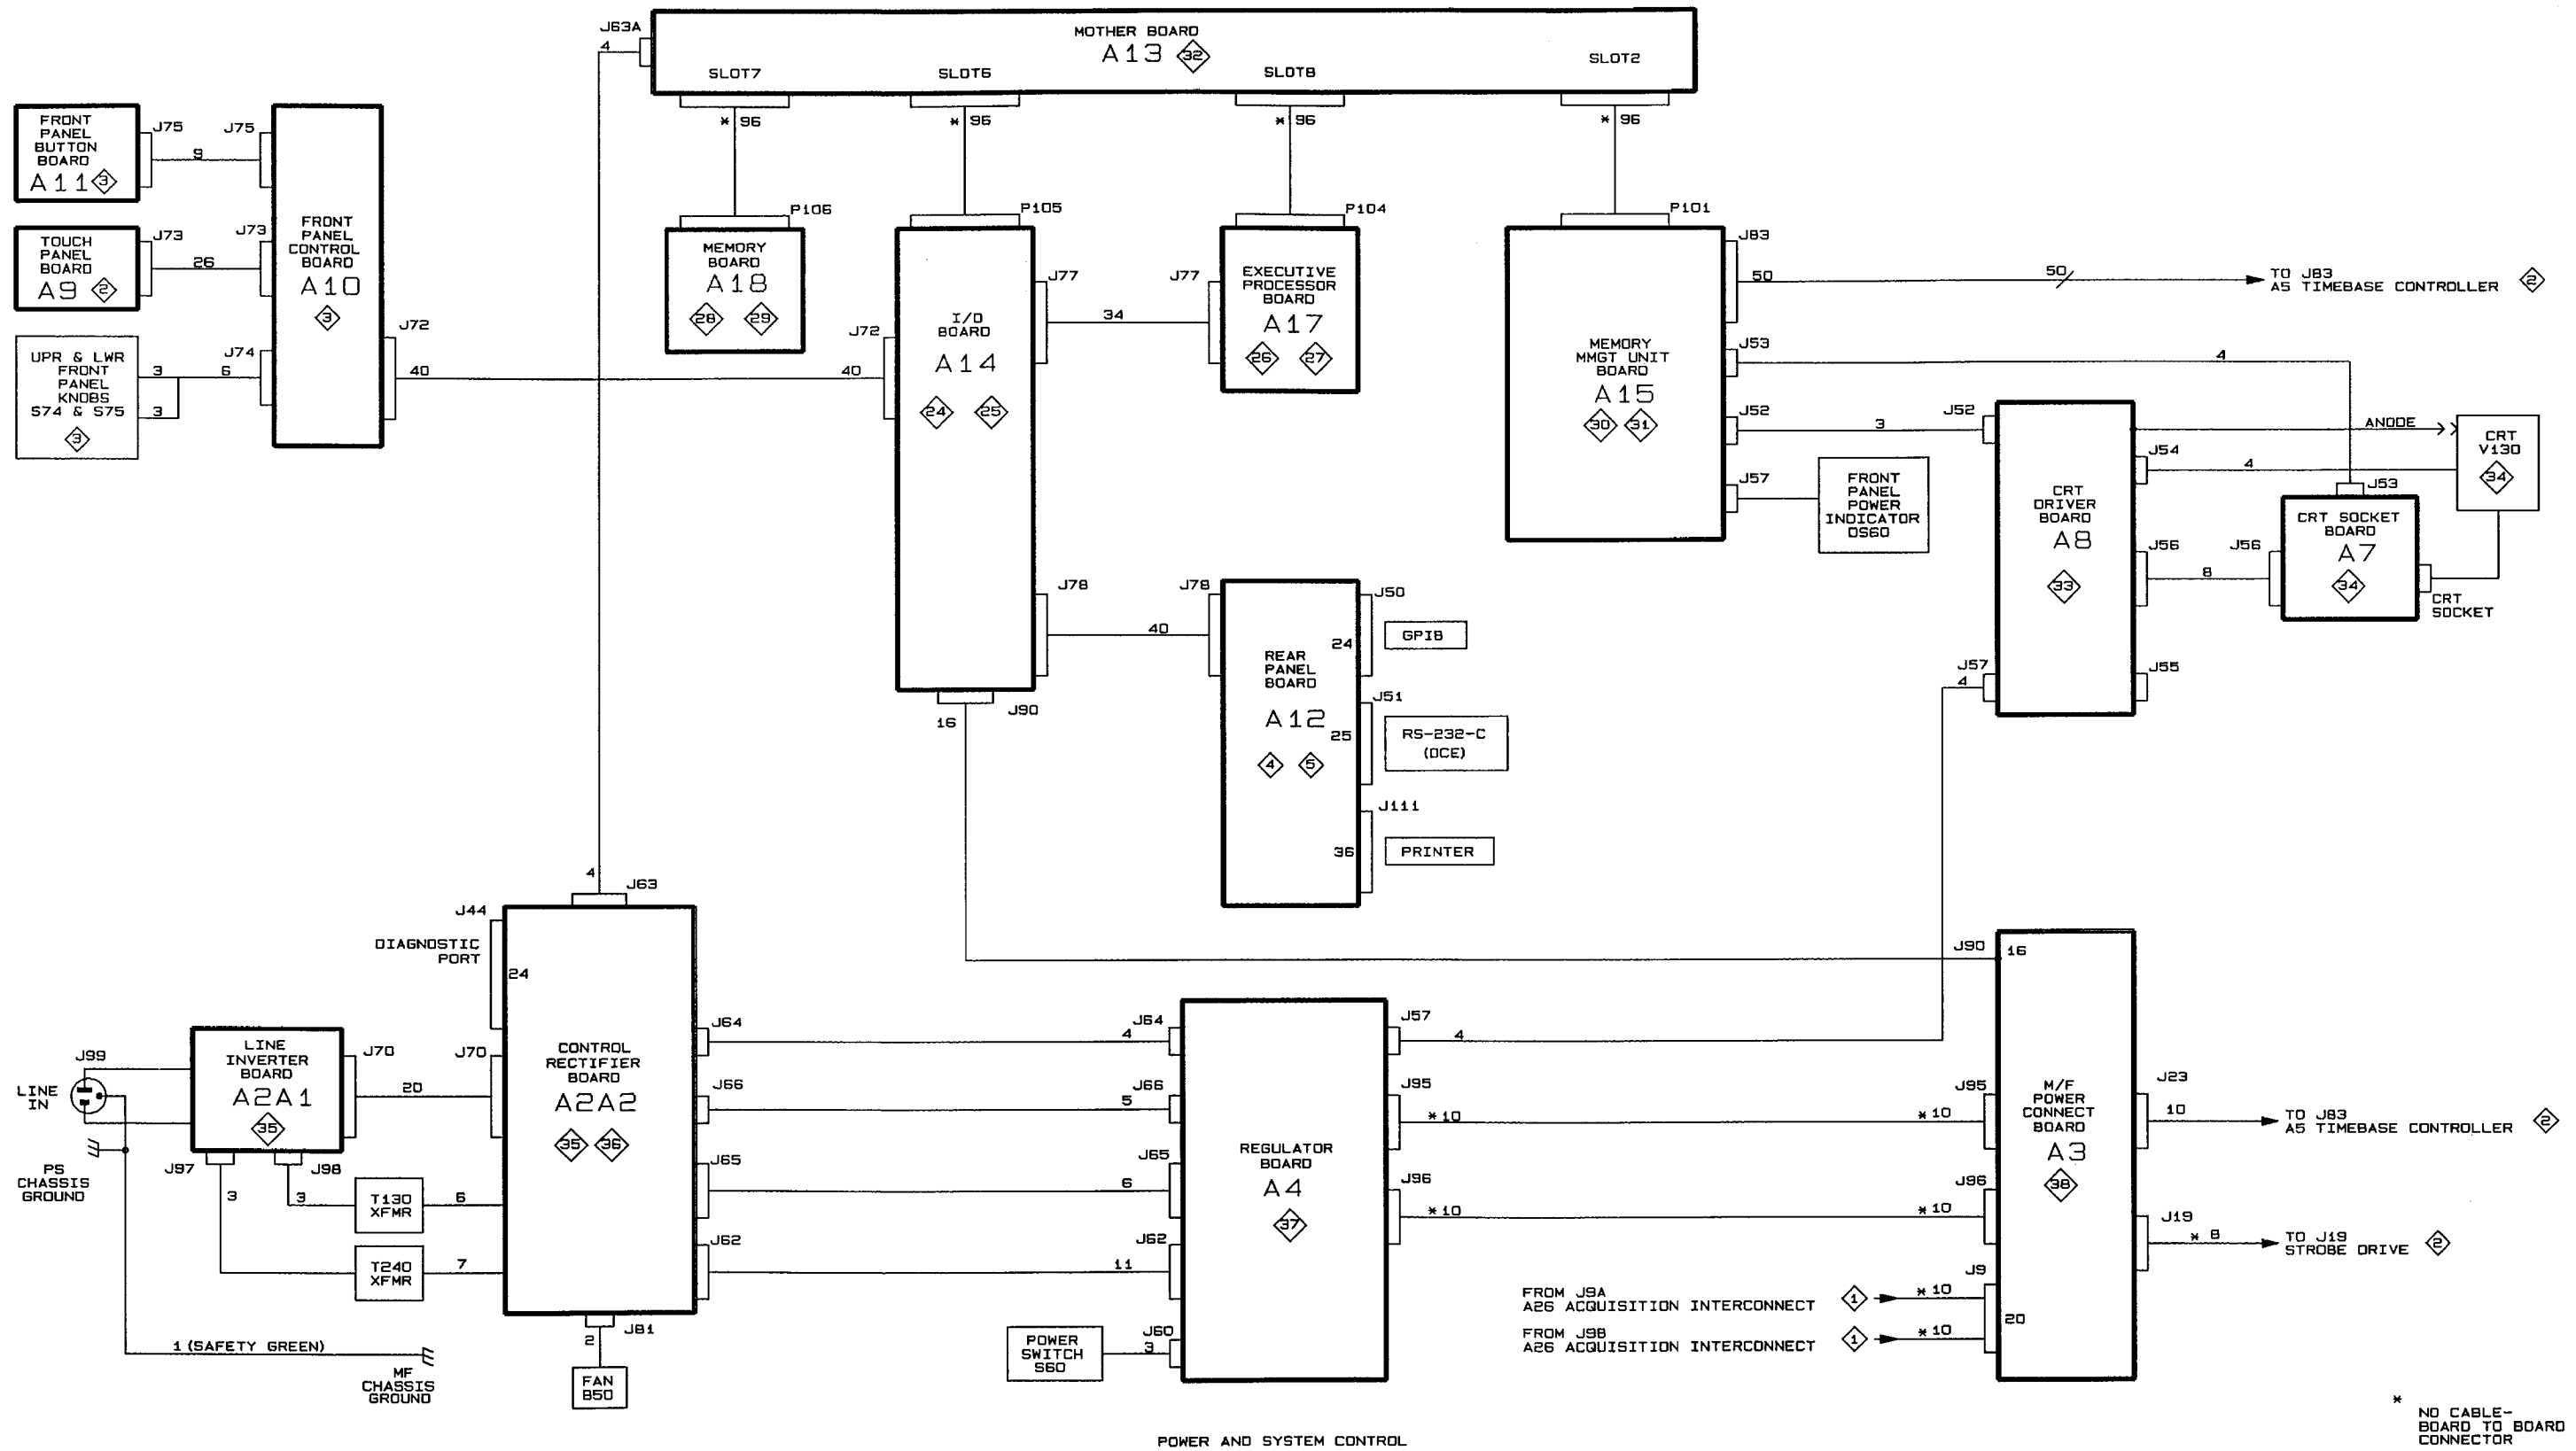 J63A
4
MOTHER BOARD
A13 32
SLOT7
SLOT6
SLOT8
SLOT2
* 96
* 96
* 96
* 96
FRONT
PANEL
BUTTON
BOARD
A11 3
J75
J75
9
TOUCH
PANEL
BOARD
A9 2
J73
J73
26
UPR & LWR
FRONT
PANEL
KNOBS
S74 & S75
3
3
3
6
J74
FRONT
PANEL
CONTROL
BOARD
A10
3
J72
40
40
J72
P106
MEMORY
BOARD
A18
28 29
P105
I/O
BOARD
A14
24 25
J77
34
J77
P104
EXECUTIVE
PROCESSOR
BOARD
A17
26 27
P101
MEMORY
MMGT UNIT
BOARD
A15
30 31
J83
50
50
TO J83
A5 TIMEBASE CONTROLLER 2
J53
4
J52
3
J52
J57
FRONT
PANEL
POWER
INDICATOR
DS60
CRT
DRIVER
BOARD
A8
33
ANODE
J54
4
CRT
V130
34
J53
CRT SOCKET
BOARD
A7
34
J56
8
J56
CRT
SOCKET
J55
J57
4
J78
40
J78
REAR
PANEL
BOARD
A12
4 5
J50
24
GPIB
J51
25
RS-232-C
(DCE)
J111
36
PRINTER
16
J90
4
J63
J44
DIAGNOSTIC
PORT
24
CONTROL
RECTIFIER
BOARD
A2A2
35 36
J99
LINE
IN
LINE
INVERTER
BOARD
A2A1
35
J70
20
J70
PS
CHASSIS
GROUND
J97
J98
3
3
T130
XFMR
6
T240
XFMR
7
1 (SAFETY GREEN)
MF
CHASSIS
GROUND
J81
2
FAN
B50
J64
4
J64
J66
5
J66
J65
6
J65
J62
11
J62
REGULATOR
BOARD
A4
37
POWER
SWITCH
S60
J60
3
J57
4
J95
* 10
* 10
J95
J96
* 10
* 10
J96
J90
16
M/F
POWER
CONNECT
BOARD
A3
38
J23
10
TO J83
A5 TIMEBASE CONTROLLER 2
J19
* 8
TO J19
STROBE DRIVE 2
J9
20
FROM J9A
A26 ACQUISITION INTERCONNECT 1
* 10
FROM J9B
A26 ACQUISITION INTERCONNECT 1
* 10
POWER AND SYSTEM CONTROL
*
NO CABLE-
BOARD TO BOARD
CONNECTOR